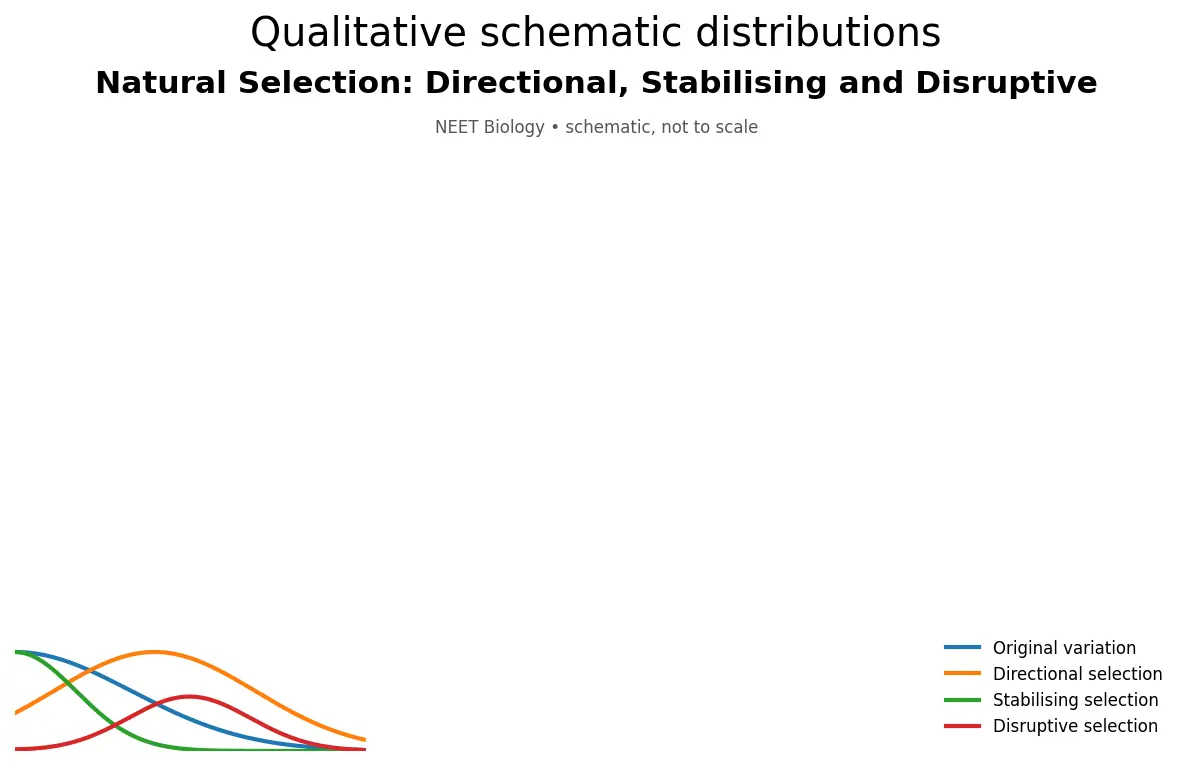 Qualitative schematic distributions
Natural Selection: Directional, Stabilising and Disruptive
NEET Biology • schematic, not to scale
Original variation
Directional selection
Stabilising selection
Disruptive selection